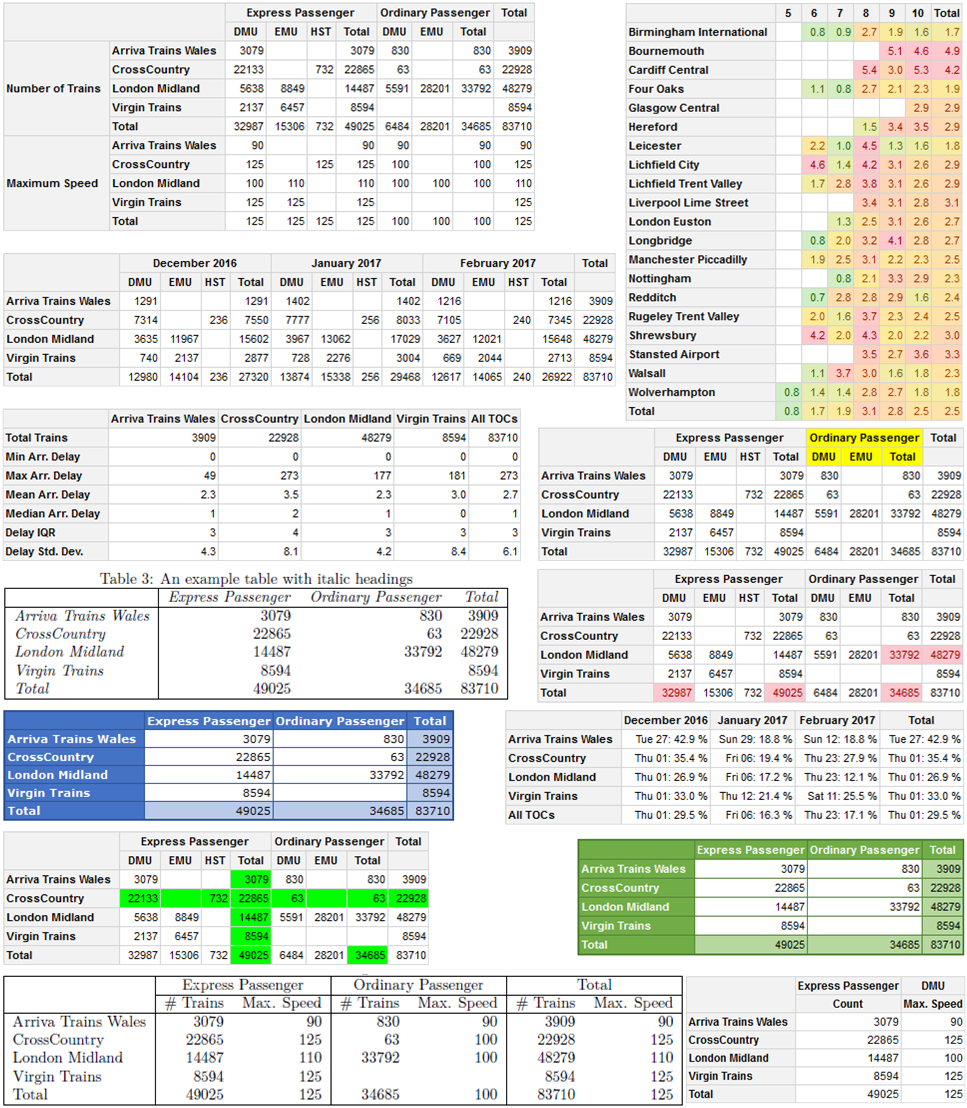 Express Passenger Ordinary Passenger Total
DMU EMU HST Total DMU EMU Total
Number of Trains
Arriva Trains Wales 3079 3079 830 830 3909
CrossCountry 22133 732 22865 63 63 22928
London Midland 5638 8849 14487 5591 28201 33792 48279
Virgin Trains 2137 6457 8594 8594
Total 32987 15306 732 49025 6484 28201 34685 83710
Maximum Speed
Arriva Trains Wales 90 90 90 90 90
CrossCountry 125 125 125 100 100 125
London Midland 100 110 110 100 100 100 110
Virgin Trains 125 125 125 125
Total 125 125 125 125 100 100 100 125
5 6 7 8 9 10 Total
Birmingham International 0.8 0.9 2.7 1.9 1.6 1.7
Bournemouth 5.1 4.6 4.9
Cardiff Central 5.4 3.0 5.3 4.2
Four Oaks 1.1 0.8 2.7 2.1 2.3 1.9
Glasgow Central 2.9 2.9
Hereford 1.5 3.4 3.5 2.9
Leicester 2.2 1.0 4.5 1.3 1.6 1.8
Lichfield City 4.6 1.4 4.2 3.1 2.6 2.9
Lichfield Trent Valley 1.7 2.8 3.8 3.1 2.6 2.9
Liverpool Lime Street 3.4 3.1 2.8 3.1
London Euston 1.3 2.5 3.1 2.6 2.7
Longbridge 0.8 2.0 3.2 4.1 2.8 2.7
Manchester Piccadilly 1.9 2.5 3.1 2.2 2.3 2.5
Nottingham 0.8 2.1 3.3 2.9 2.3
Redditch 0.7 2.8 2.8 2.9 1.6 2.4
Rugeley Trent Valley 2.0 1.6 3.7 2.3 2.4 2.5
Shrewsbury 4.2 2.0 4.3 2.0 2.2 3.0
Stansted Airport 3.5 2.7 3.6 3.3
Walsall 1.1 3.7 3.0 1.6 1.8 2.3
Wolverhampton 0.8 1.4 1.4 2.8 2.7 1.8 1.8
Total 0.8 1.7 1.9 3.1 2.8 2.5 2.5
December 2016 January 2017 February 2017 Total
DMU EMU HST Total DMU EMU HST Total DMU EMU HST Total
Arriva Trains Wales 1291 1291 1402 1402 1216 1216 3909
CrossCountry 7314 236 7550 7777 256 8033 7105 240 7345 22928
London Midland 3635 11967 15602 3967 13062 17029 3627 12021 15648 48279
Virgin Trains 740 2137 2877 728 2276 3004 669 2044 2713 8594
Total 12980 14104 236 27320 13874 15338 256 29468 12617 14065 240 26922 83710
Arriva Trains Wales CrossCountry London Midland Virgin Trains All TOCs
Total Trains 3909 22928 48279 8594 83710
Min Arr. Delay 0 0 0 0 0
Max Arr. Delay 49 273 177 181 273
Mean Arr. Delay 2.3 3.5 2.3 3.0 2.7
Median Arr. Delay 1 2 1 0 1
Delay IQR 3 4 3 3 3
Delay Std. Dev. 4.3 8.1 4.2 8.4 6.1
Express Passenger Ordinary Passenger Total
DMU EMU HST Total DMU EMU Total
Arriva Trains Wales 3079 3079 830 830 3909
CrossCountry 22133 732 22865 63 63 22928
London Midland 5638 8849 14487 5591 28201 33792 48279
Virgin Trains 2137 6457 8594 8594
Total 32987 15306 732 49025 6484 28201 34685 83710
Table 3: An example table with italic headings
Express Passenger Ordinary Passenger Total
Arriva Trains Wales 3079 830 3909
CrossCountry 22865 63 22928
London Midland 14487 33792 48279
Virgin Trains 8594 8594
Total 49025 34685 83710
Express Passenger Ordinary Passenger Total
DMU EMU HST Total DMU EMU Total
Arriva Trains Wales 3079 3079 830 830 3909
CrossCountry 22133 732 22865 63 63 22928
London Midland 5638 8849 14487 5591 28201 33792 48279
Virgin Trains 2137 6457 8594 8594
Total 32987 15306 732 49025 6484 28201 34685 83710
Express Passenger Ordinary Passenger Total
Arriva Trains Wales 3079 830 3909
CrossCountry 22865 63 22928
London Midland 14487 33792 48279
Virgin Trains 8594 8594
Total 49025 34685 83710
December 2016 January 2017 February 2017 Total
Arriva Trains Wales Tue 27: 42.9 % Sun 29: 18.8 % Sun 12: 18.8 % Tue 27: 42.9 %
CrossCountry Thu 01: 35.4 % Fri 06: 19.4 % Thu 23: 27.9 % Thu 01: 35.4 %
London Midland Thu 01: 26.9 % Fri 06: 17.2 % Thu 23: 12.1 % Thu 01: 26.9 %
Virgin Trains Thu 01: 33.0 % Thu 12: 21.4 % Sat 11: 25.5 % Thu 01: 33.0 %
All TOCs Thu 01: 29.5 % Fri 06: 16.3 % Thu 23: 17.1 % Thu 01: 29.5 %
Express Passenger Ordinary Passenger Total
DMU EMU HST Total DMU EMU Total
Arriva Trains Wales 3079 3079 830 830 3909
CrossCountry 22133 732 22865 63 63 22928
London Midland 5638 8849 14487 5591 28201 33792 48279
Virgin Trains 2137 6457 8594 8594
Total 32987 15306 732 49025 6484 28201 34685 83710
Express Passenger Ordinary Passenger Total
Arriva Trains Wales 3079 830 3909
CrossCountry 22865 63 22928
London Midland 14487 33792 48279
Virgin Trains 8594 8594
Total 49025 34685 83710
Express Passenger Ordinary Passenger Total
# Trains Max. Speed # Trains Max. Speed # Trains Max. Speed
Arriva Trains Wales 3079 90 830 90 3909 90
CrossCountry 22865 125 63 100 22928 125
London Midland 14487 110 33792 100 48279 110
Virgin Trains 8594 125 8594 125
Total 49025 125 34685 100 83710 125
Express Passenger DMU
Count Max. Speed
Arriva Trains Wales 3079 90
CrossCountry 22865 125
London Midland 14487 100
Virgin Trains 8594 125
Total 49025 125